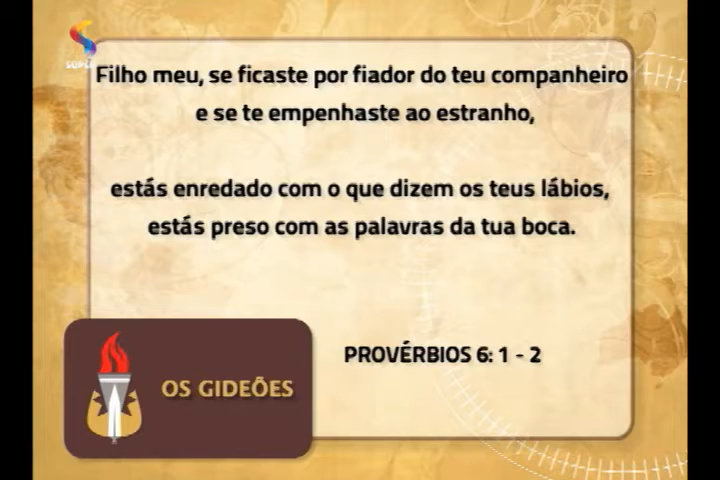 SUPER
Filho meu, se ficaste por fiador do teu companheiro
e se te empenhaste ao estranho,
estás enredado com o que dizem os teus lábios,
estás preso com as palavras da tua boca.
PROVÉRBIOS 6: 1 - 2
OS GIDEÕES